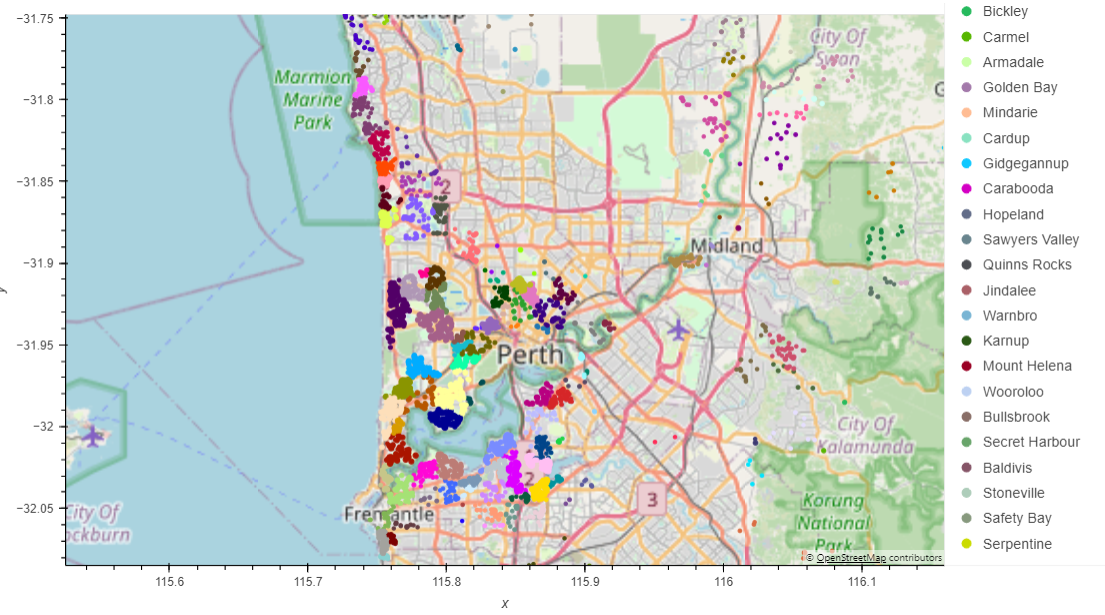 −31.75
−31.8
−31.85
−31.9
−31.95
−32
−32.05
y
115.6
115.7
115.8
115.9
116
116.1
x
Marmion
Marine
Park
City Of
Swan
2
Midland
Perth
City Of
Kalamunda
2
3
Fremantle
City Of
ockburn
Korung
National
Park
© OpenStreetMap contributors
Bickley
Carmel
Armadale
Golden Bay
Mindarie
Cardup
Gidgegannup
Carabooda
Hopeland
Sawyers Valley
Quinns Rocks
Jindalee
Warnbro
Karnup
Mount Helena
Wooroloo
Bullsbrook
Secret Harbour
Baldivis
Stoneville
Safety Bay
Serpentine